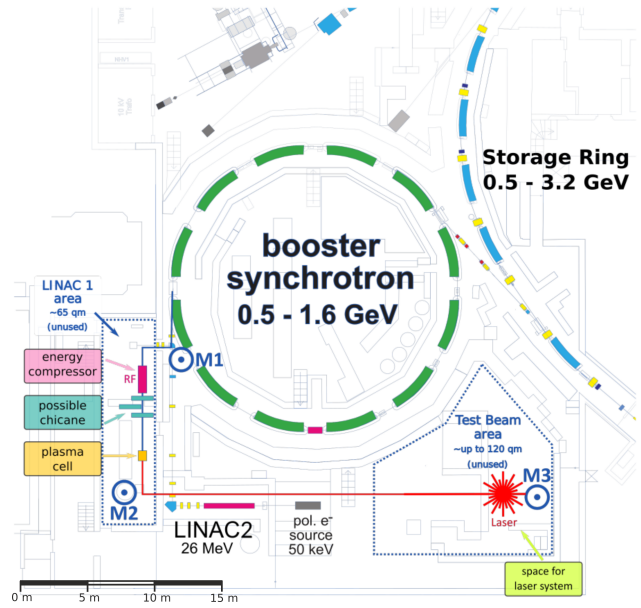 Storage Ring
0.5 - 3.2 GeV
booster
synchrotron
0.5 - 1.6 GeV
LINAC 1
area
~65 qm
(unused)
energy
compressor
RF
M1
possible
chicane
plasma
cell
Test Beam
area
~up to 120 qm
(unused)
M2
M3
Laser
LINAC2
26 MeV
pol. e⁻
source
50 keV
space for
laser system
0 m
5 m
10 m
15 m